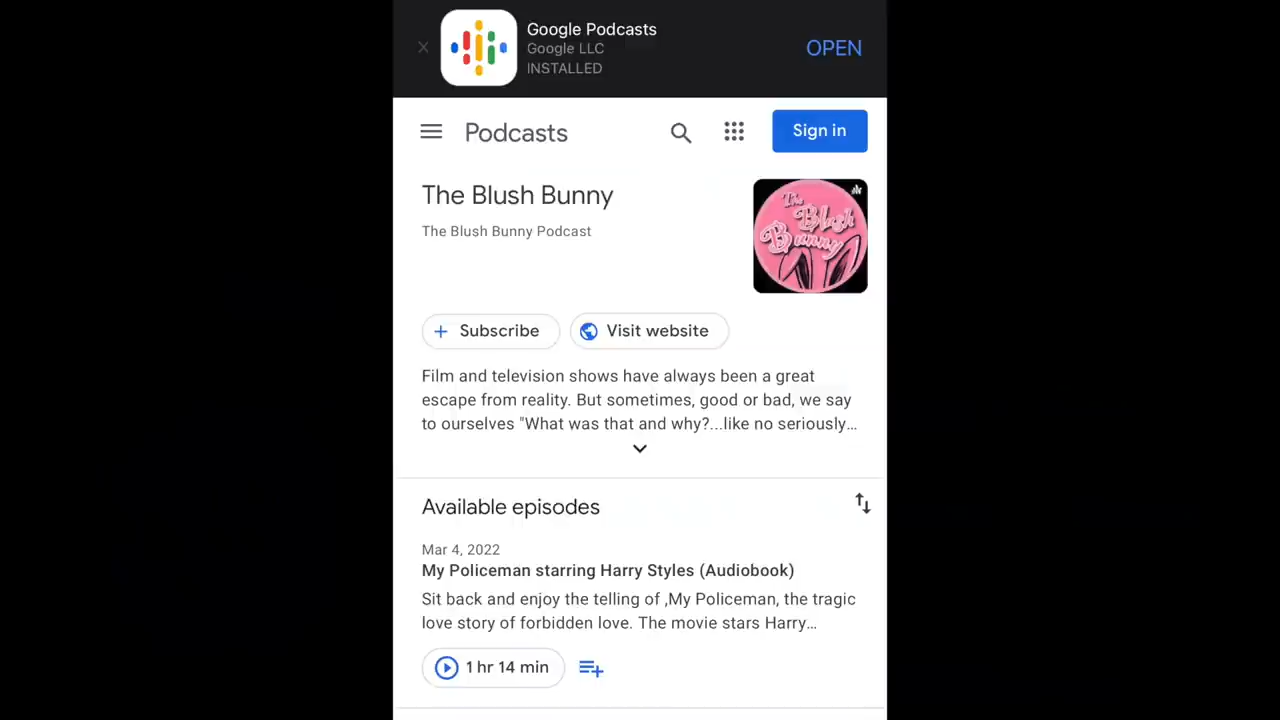 Google Podcasts
Google LLC
INSTALLED
OPEN
Podcasts
Sign in
The Blush Bunny
The Blush Bunny Podcast
The
Blush
Bunny
Subscribe
Visit website
Film and television shows have always been a great
escape from reality. But sometimes, good or bad, we say
to ourselves "What was that and why?...like no seriously...
Available episodes
Mar 4, 2022
My Policeman starring Harry Styles (Audiobook)
Sit back and enjoy the telling of ,My Policeman, the tragic
love story of forbidden love. The movie stars Harry...
1 hr 14 min